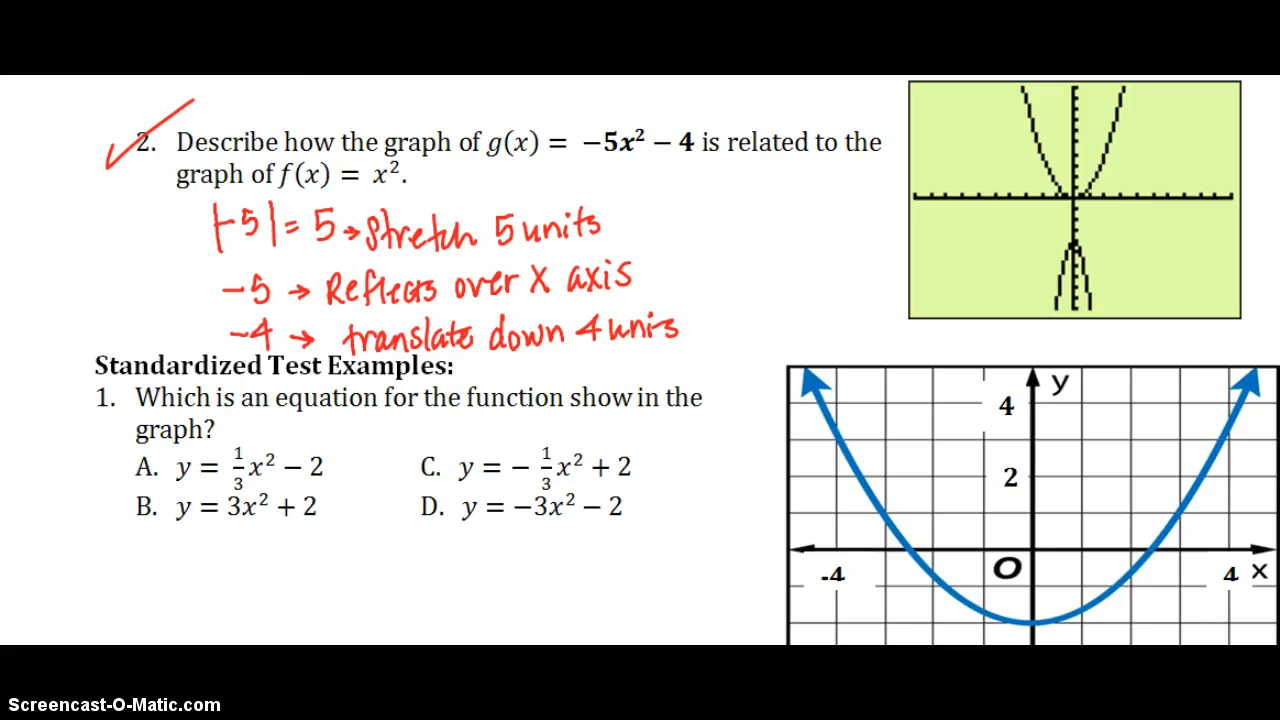 2. Describe how the graph of g(x) = −5x² − 4 is related to the
graph of f(x) = x².
|-5| = 5 → Stretch 5 units
-5 → Reflects over X axis
-4 → translate down 4 units
Standardized Test Examples:
1. Which is an equation for the function show in the
graph?
A. y = 1/3x² − 2 C. y = − 1/3x² + 2
B. y = 3x² + 2 D. y = −3x² − 2
y
4
2
O
-4 4 x
Screencast-O-Matic.com